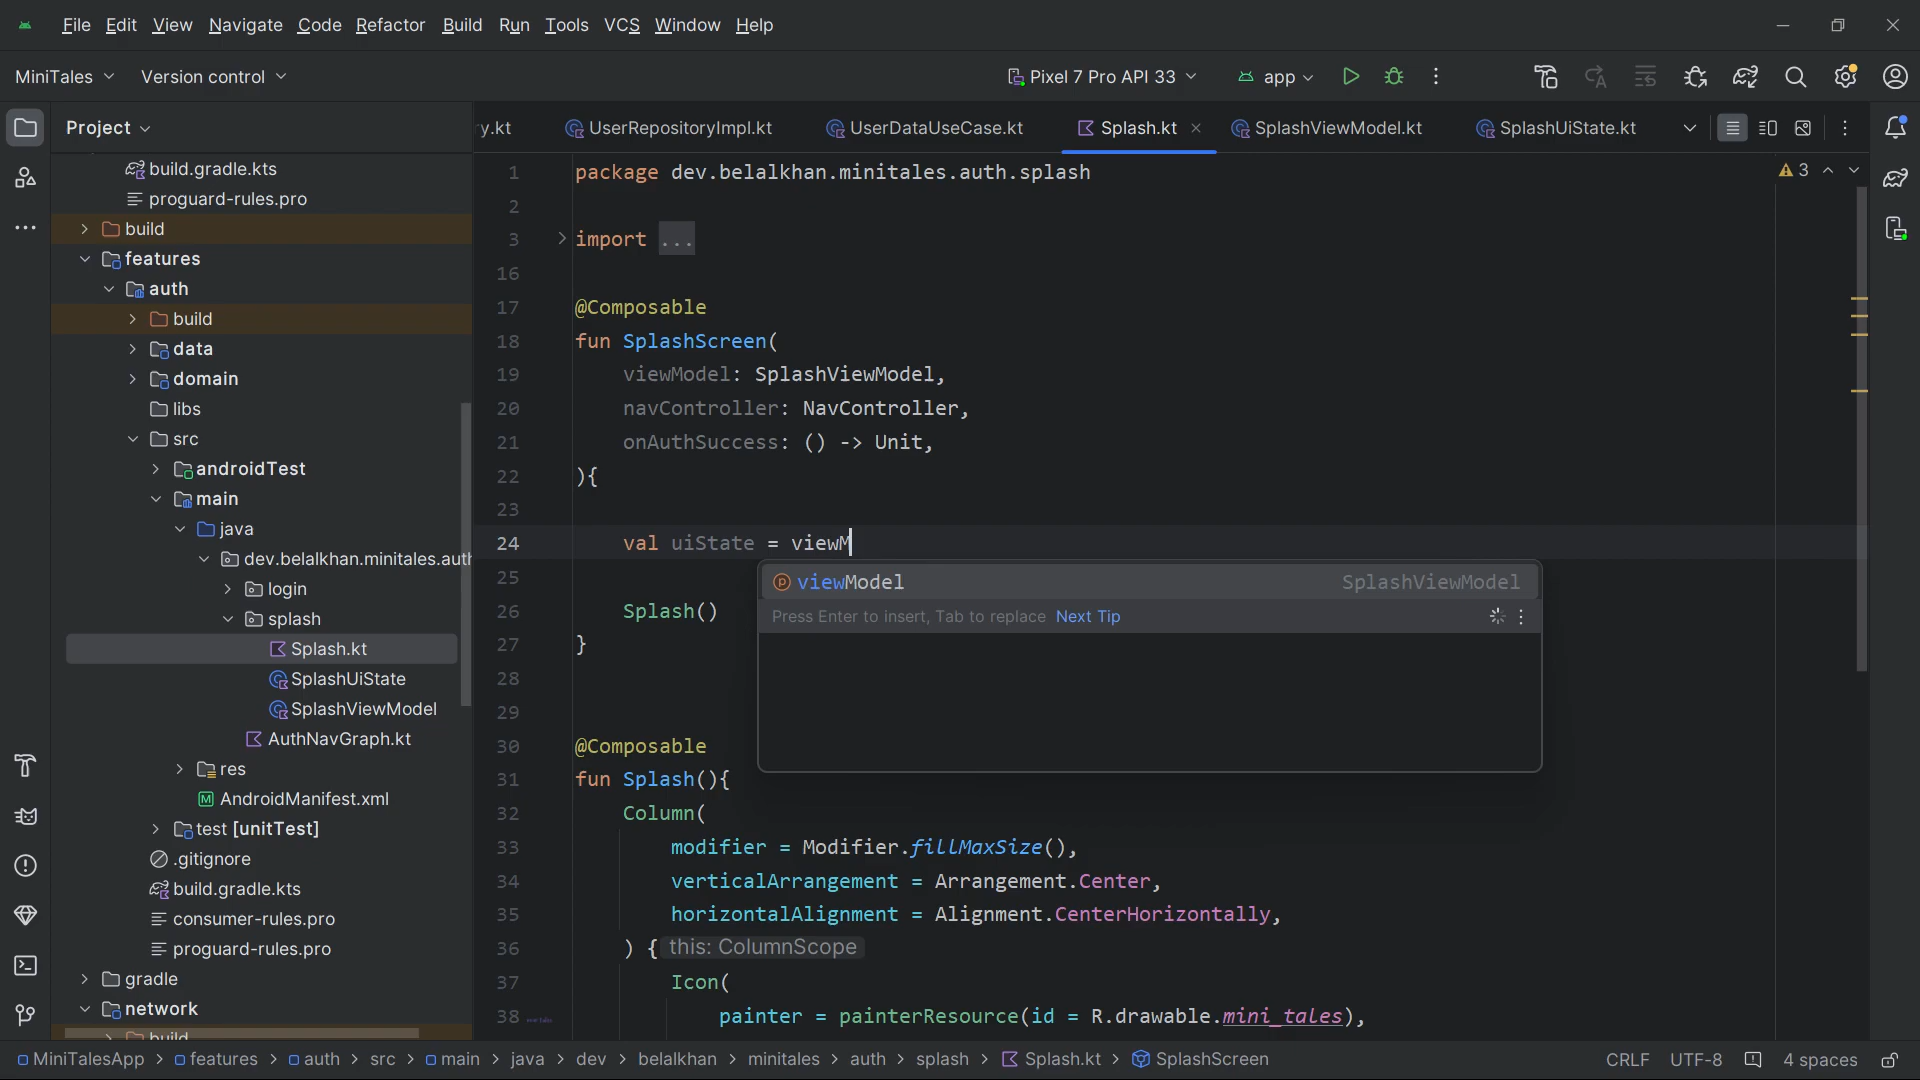 File Edit View Navigate Code Refactor Build Run Tools VCS Window Help
MiniTales Version control Pixel 7 Pro API 33 app
Project
build.gradle.kts
proguard-rules.pro
build
features
auth
build
data
domain
libs
src
androidTest
main
java
dev.belalkhan.minitales.auth
login
splash
Splash.kt
SplashUiState
SplashViewModel
AuthNavGraph.kt
res
AndroidManifest.xml
test [unitTest]
.gitignore
build.gradle.kts
consumer-rules.pro
proguard-rules.pro
gradle
network
build
y.kt UserRepositoryImpl.kt UserDataUseCase.kt Splash.kt SplashViewModel.kt SplashUiState.kt
3
1 package dev.belalkhan.minitales.auth.splash
2
3 import ...
16
17 @Composable
18 fun SplashScreen(
19 viewModel: SplashViewModel,
20 navController: NavController,
21 onAuthSuccess: () -> Unit,
22 ){
23
24 val uiState = viewM
viewModel SplashViewModel
Press Enter to insert, Tab to replace Next Tip
25
26 Splash()
27 }
28
29
30 @Composable
31 fun Splash(){
32 Column(
33 modifier = Modifier.fillMaxSize(),
34 verticalArrangement = Arrangement.Center,
35 horizontalAlignment = Alignment.CenterHorizontally,
36 ) { this: ColumnScope
37 Icon(
38 painter = painterResource(id = R.drawable.mini_tales),
MiniTalesApp > features > auth > src > main > java > dev > belalkhan > minitales > auth > splash > Splash.kt > SplashScreen CRLF UTF-8 4 spaces